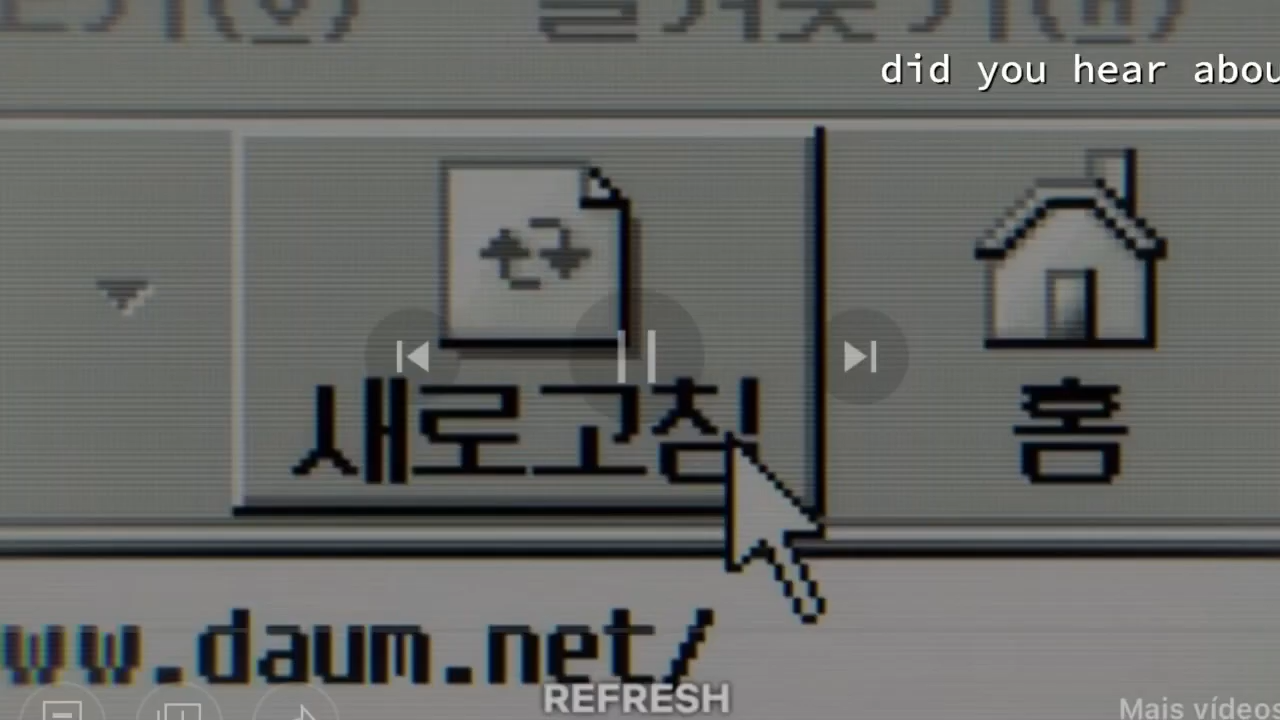 did you hear abou
새로고침
홈
ww.daum.net/
REFRESH
Mais vídeos